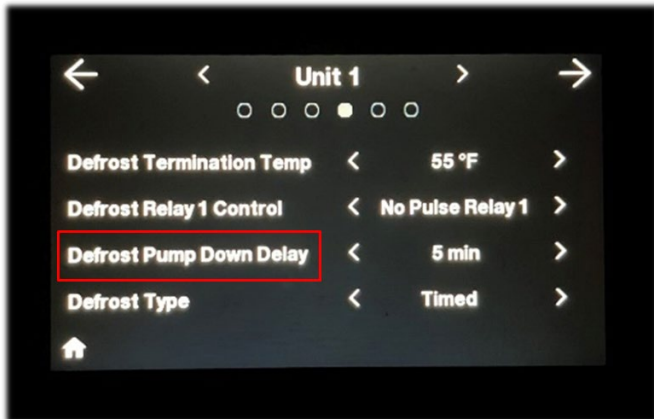 Unit 1
Defrost Termination Temp < 55 °F >
Defrost Relay 1 Control < No Pulse Relay 1 >
Defrost Pump Down Delay < 5 min >
Defrost Type < Timed >